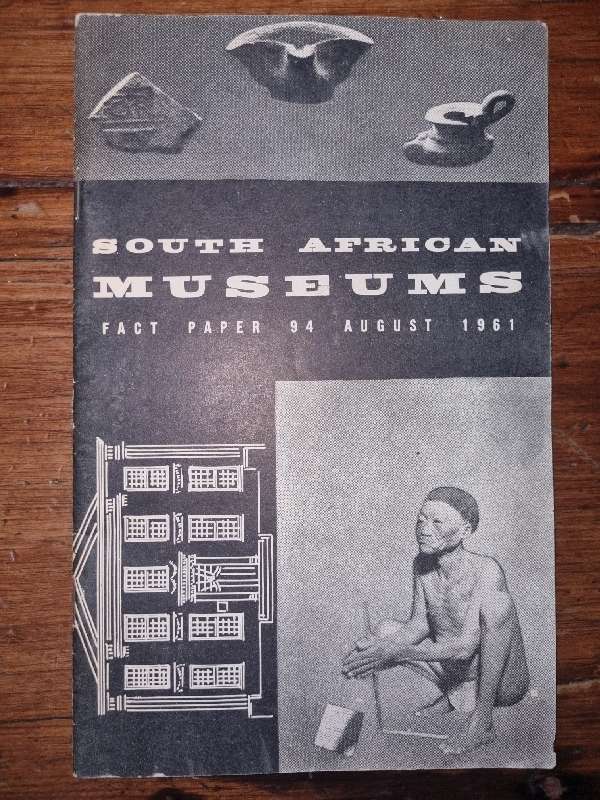 SOUTH AFRICAN
MUSEUMS
FACT PAPER 94 AUGUST 1961